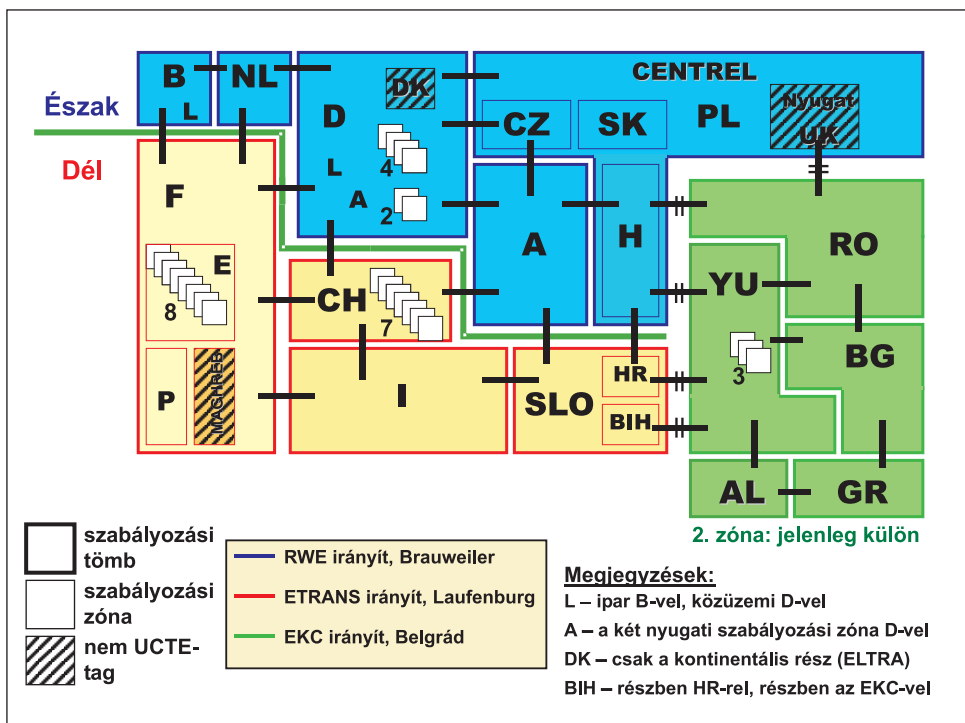 Észak
Dél
B
L
NL
D
DK
L
A
4
2
CENTREL
CZ
SK
PL
Nyugat
UK
F
E
8
P
MAGHREB
CH
7
I
A
H
SLO
HR
BIH
RO
YU
3
BG
AL
GR
2. zóna: jelenleg külön
szabályozási
tömb
szabályozási
zóna
nem UCTE-
tag
RWE irányít, Brauweiler
ETRANS irányít, Laufenburg
EKC irányít, Belgrád
Megjegyzések:
L – ipar B-vel, közüzemi D-vel
A – a két nyugati szabályozási zóna D-vel
DK – csak a kontinentális rész (ELTRA)
BIH – részben HR-rel, részben az EKC-vel